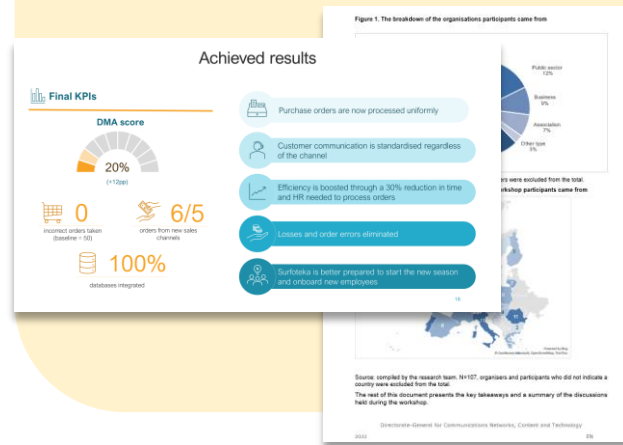 Figure 1. The breakdown of the organisations participants came from
Public sector
12%
Business
9%
Association
7%
Other type
5%
were excluded from the total.
workshop participants came from
Source: compiled by the research team. N=107, organisers and participants who did not indicate a
country were excluded from the total.
The rest of this document presents the key takeaways and a summary of the discussions
held during the workshop.
Directorate-General for Communications Networks, Content and Technology
EN
Achieved results
Final KPIs
DMA score
20%
(+12pp)
0
incorrect orders taken
(baseline = 50)
6/5
orders from new sales
channels
100%
databases integrated
Purchase orders are now processed uniformly
Customer communication is standardised regardless
of the channel
Efficiency is boosted through a 30% reduction in time
and HR needed to process orders
Losses and order errors eliminated
Surfoteka is better prepared to start the new season
and onboard new employees